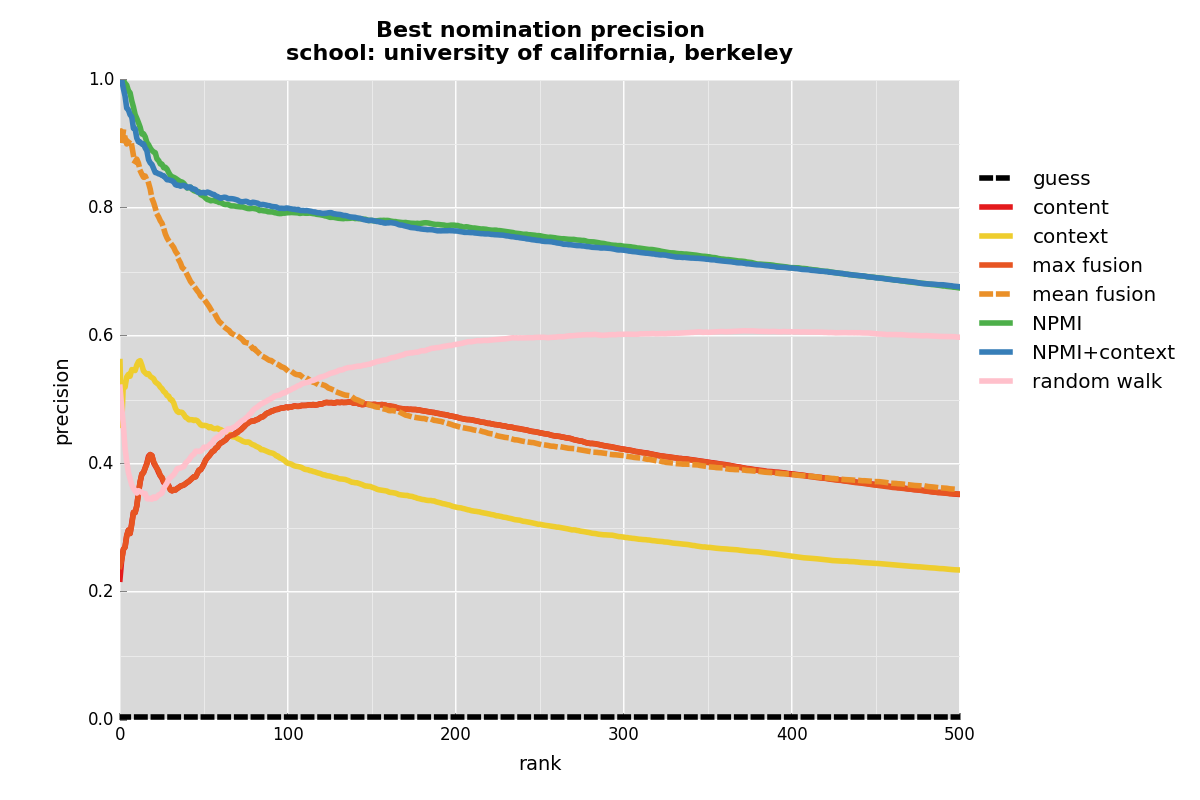 Best nomination precision
school: university of california, berkeley
precision
1.0
0.8
0.6
0.4
0.2
0.0
0 100 200 300 400 500
rank
guess
content
context
max fusion
mean fusion
NPMI
NPMI+context
random walk